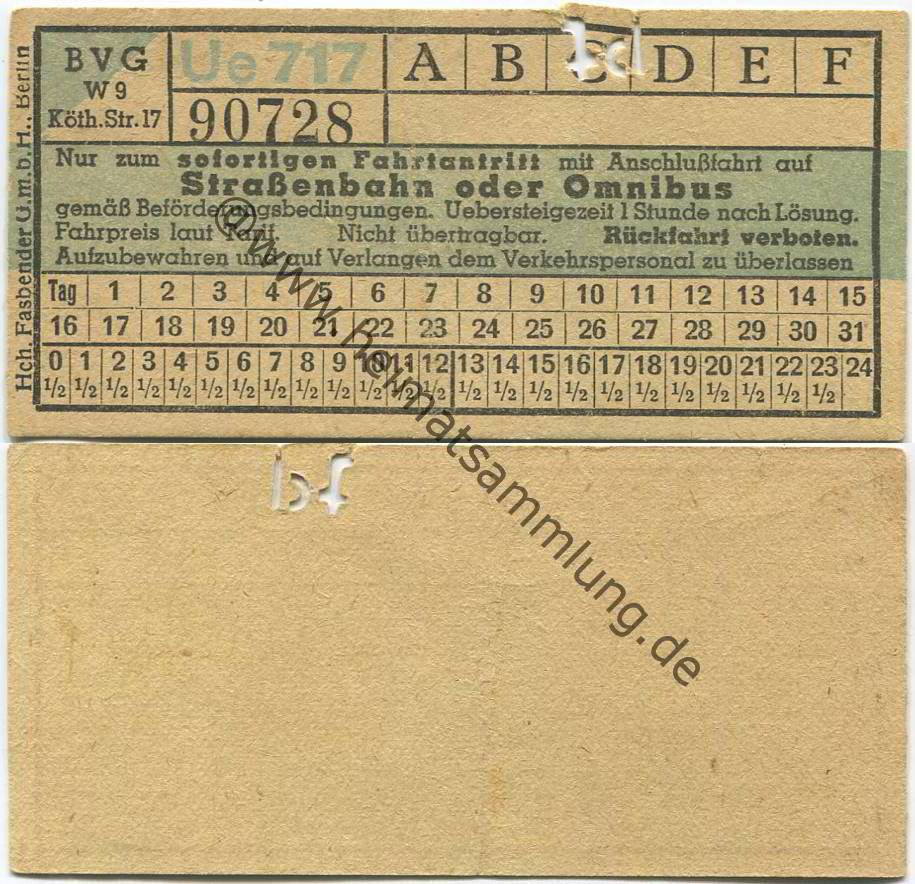 BVG
W 9
Köth. Str. 17
Ue 717
90728
A B C D E F
Nur zum sofortigen Fahrtantritt mit Anschlußfahrt auf
Straßenbahn oder Omnibus
gemäß Beförderungsbedingungen. Uebersteigezeit 1 Stunde nach Lösung.
Fahrpreis laut Tarif. Nicht übertragbar. Rückfahrt verboten.
Aufzubewahren und auf Verlangen dem Verkehrspersonal zu überlassen
Tag 1 2 3 4 5 6 7 8 9 10 11 12 13 14 15
16 17 18 19 20 21 22 23 24 25 26 27 28 29 30 31
0 1 2 3 4 5 6 7 8 9 10 11 12 13 14 15 16 17 18 19 20 21 22 23 24
1/2 1/2 1/2 1/2 1/2 1/2 1/2 1/2 1/2 1/2 1/2 1/2 1/2 1/2 1/2 1/2 1/2 1/2 1/2 1/2 1/2 1/2 1/2 1/2
Hch. Fasbender G.m.b.H., Berlin
@www.heimatsammlung.de